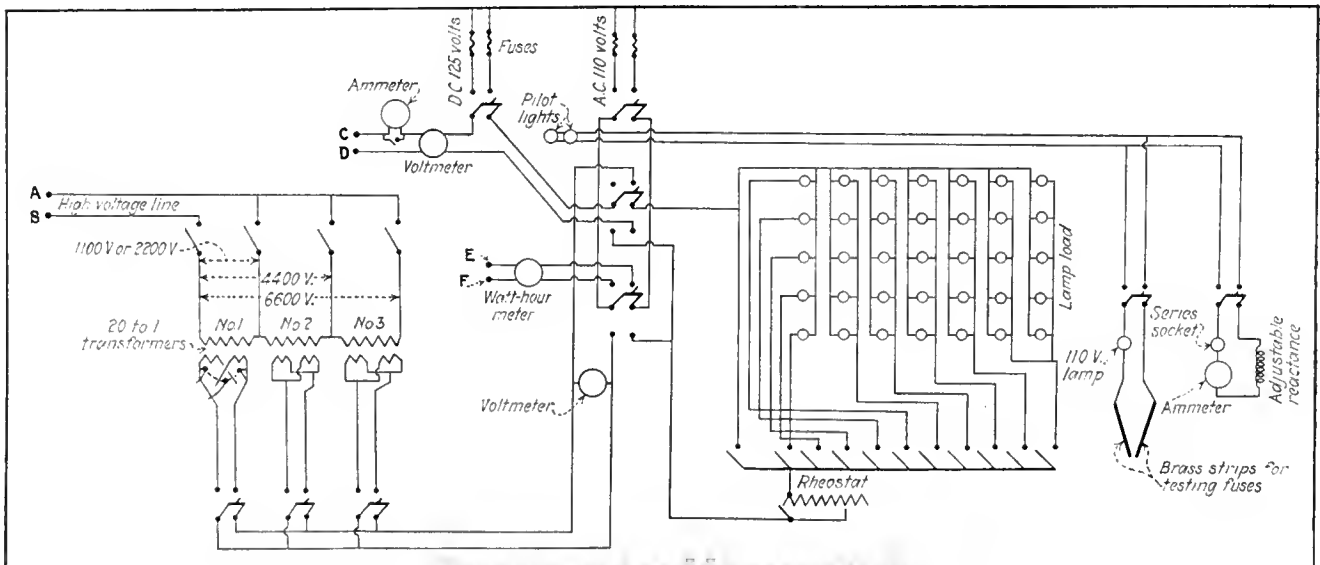 DC 125 volts
Fuses
A.C. 110 volts
Ammeter
Pilot
lights
C
D
Voltmeter
A
B
High voltage line
1100 V or 2200 V
4400 V.
6600 V.
E
F
Watt-hour
meter
20 to 1
transformers
No.1
No 2
No 3
Voltmeter
Lamp load
Series
socket
110 V.
lamp
Adjustable
reactance
Ammeter
Brass strips for
testing fuses
Rheostat